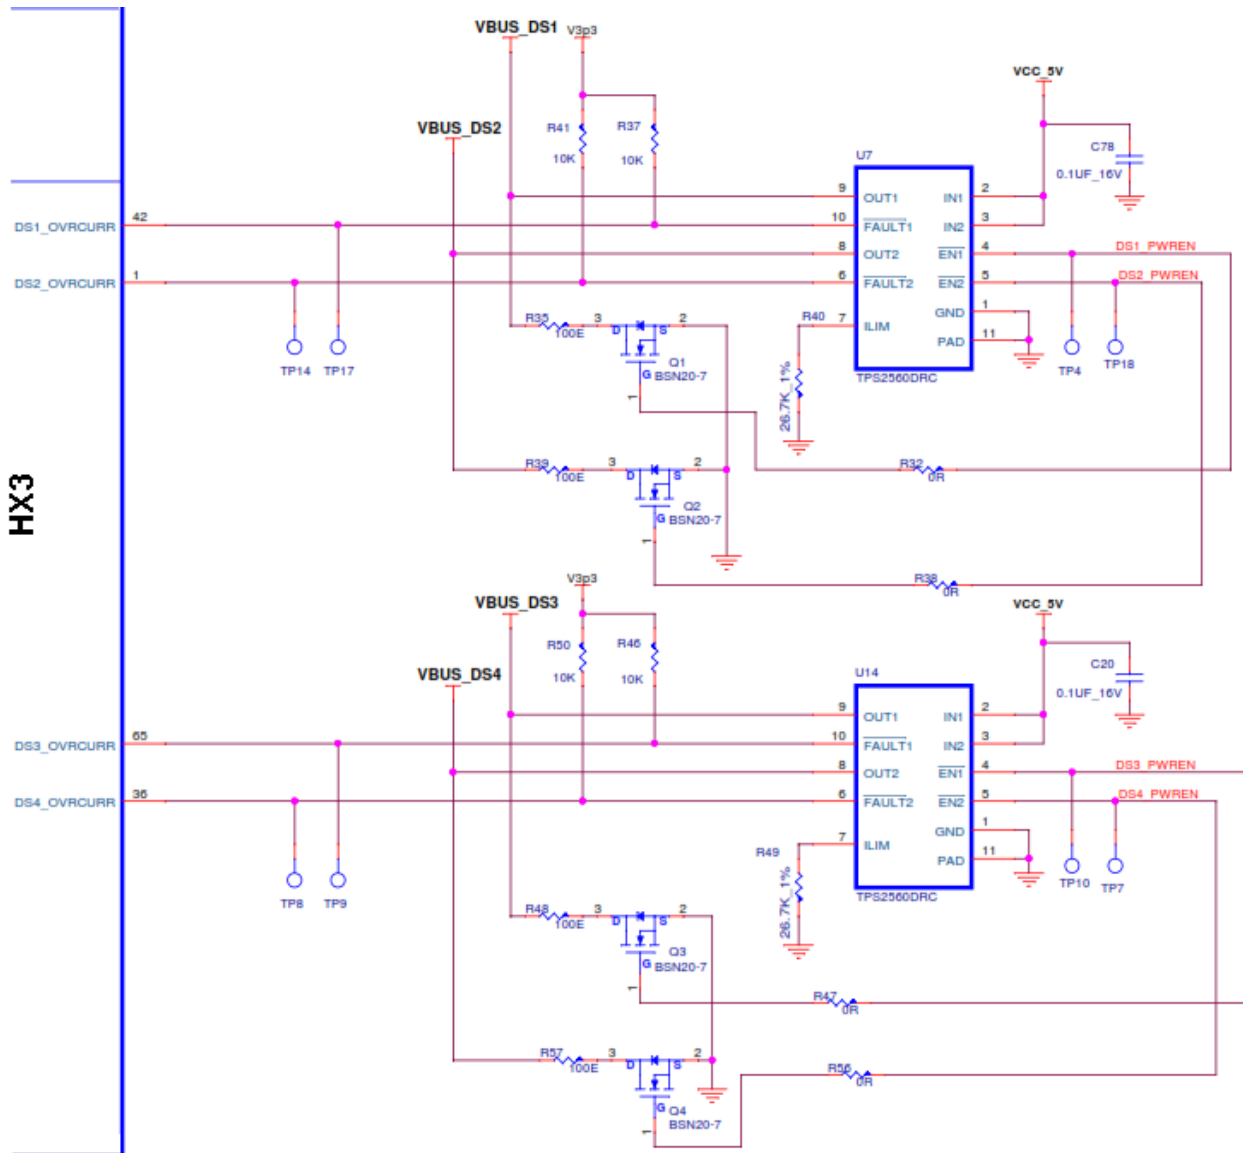 VBUS_DS1
V3p3
VCC_5V
VBUS_DS2
R41
R37
10K
10K
C78
0.1UF_16V
U7
9
OUT1
IN1
2
DS1_OVRCURR
42
10
FAULT1
IN2
3
8
OUT2
EN1
4
DS1_PWREN
DS2_OVRCURR
1
6
FAULT2
EN2
5
DS2_PWREN
GND
1
R35
100E
3
D
S
2
R40
7
ILIM
PAD
11
TP14
TP17
Q1
G
BSN20-7
1
26.7K_1%
TPS2560DRC
TP4
TP18
R39
100E
3
D
S
2
R32
0R
HX3
Q2
G
BSN20-7
1
R38
0R
V3p3
VBUS_DS3
VCC_5V
R50
R46
10K
10K
VBUS_DS4
C20
0.1UF_16V
U14
9
OUT1
IN1
2
DS3_OVRCURR
65
10
FAULT1
IN2
3
8
OUT2
EN1
4
DS3_PWREN
DS4_OVRCURR
36
6
FAULT2
EN2
5
DS4_PWREN
GND
1
7
ILIM
R49
PAD
11
26.7K_1%
TP8
TP9
TPS2560DRC
TP10
TP7
R48
100E
3
D
S
2
Q3
G
BSN20-7
1
R47
0R
R57
100E
3
D
S
2
R56
0R
Q4
G
BSN20-7
1